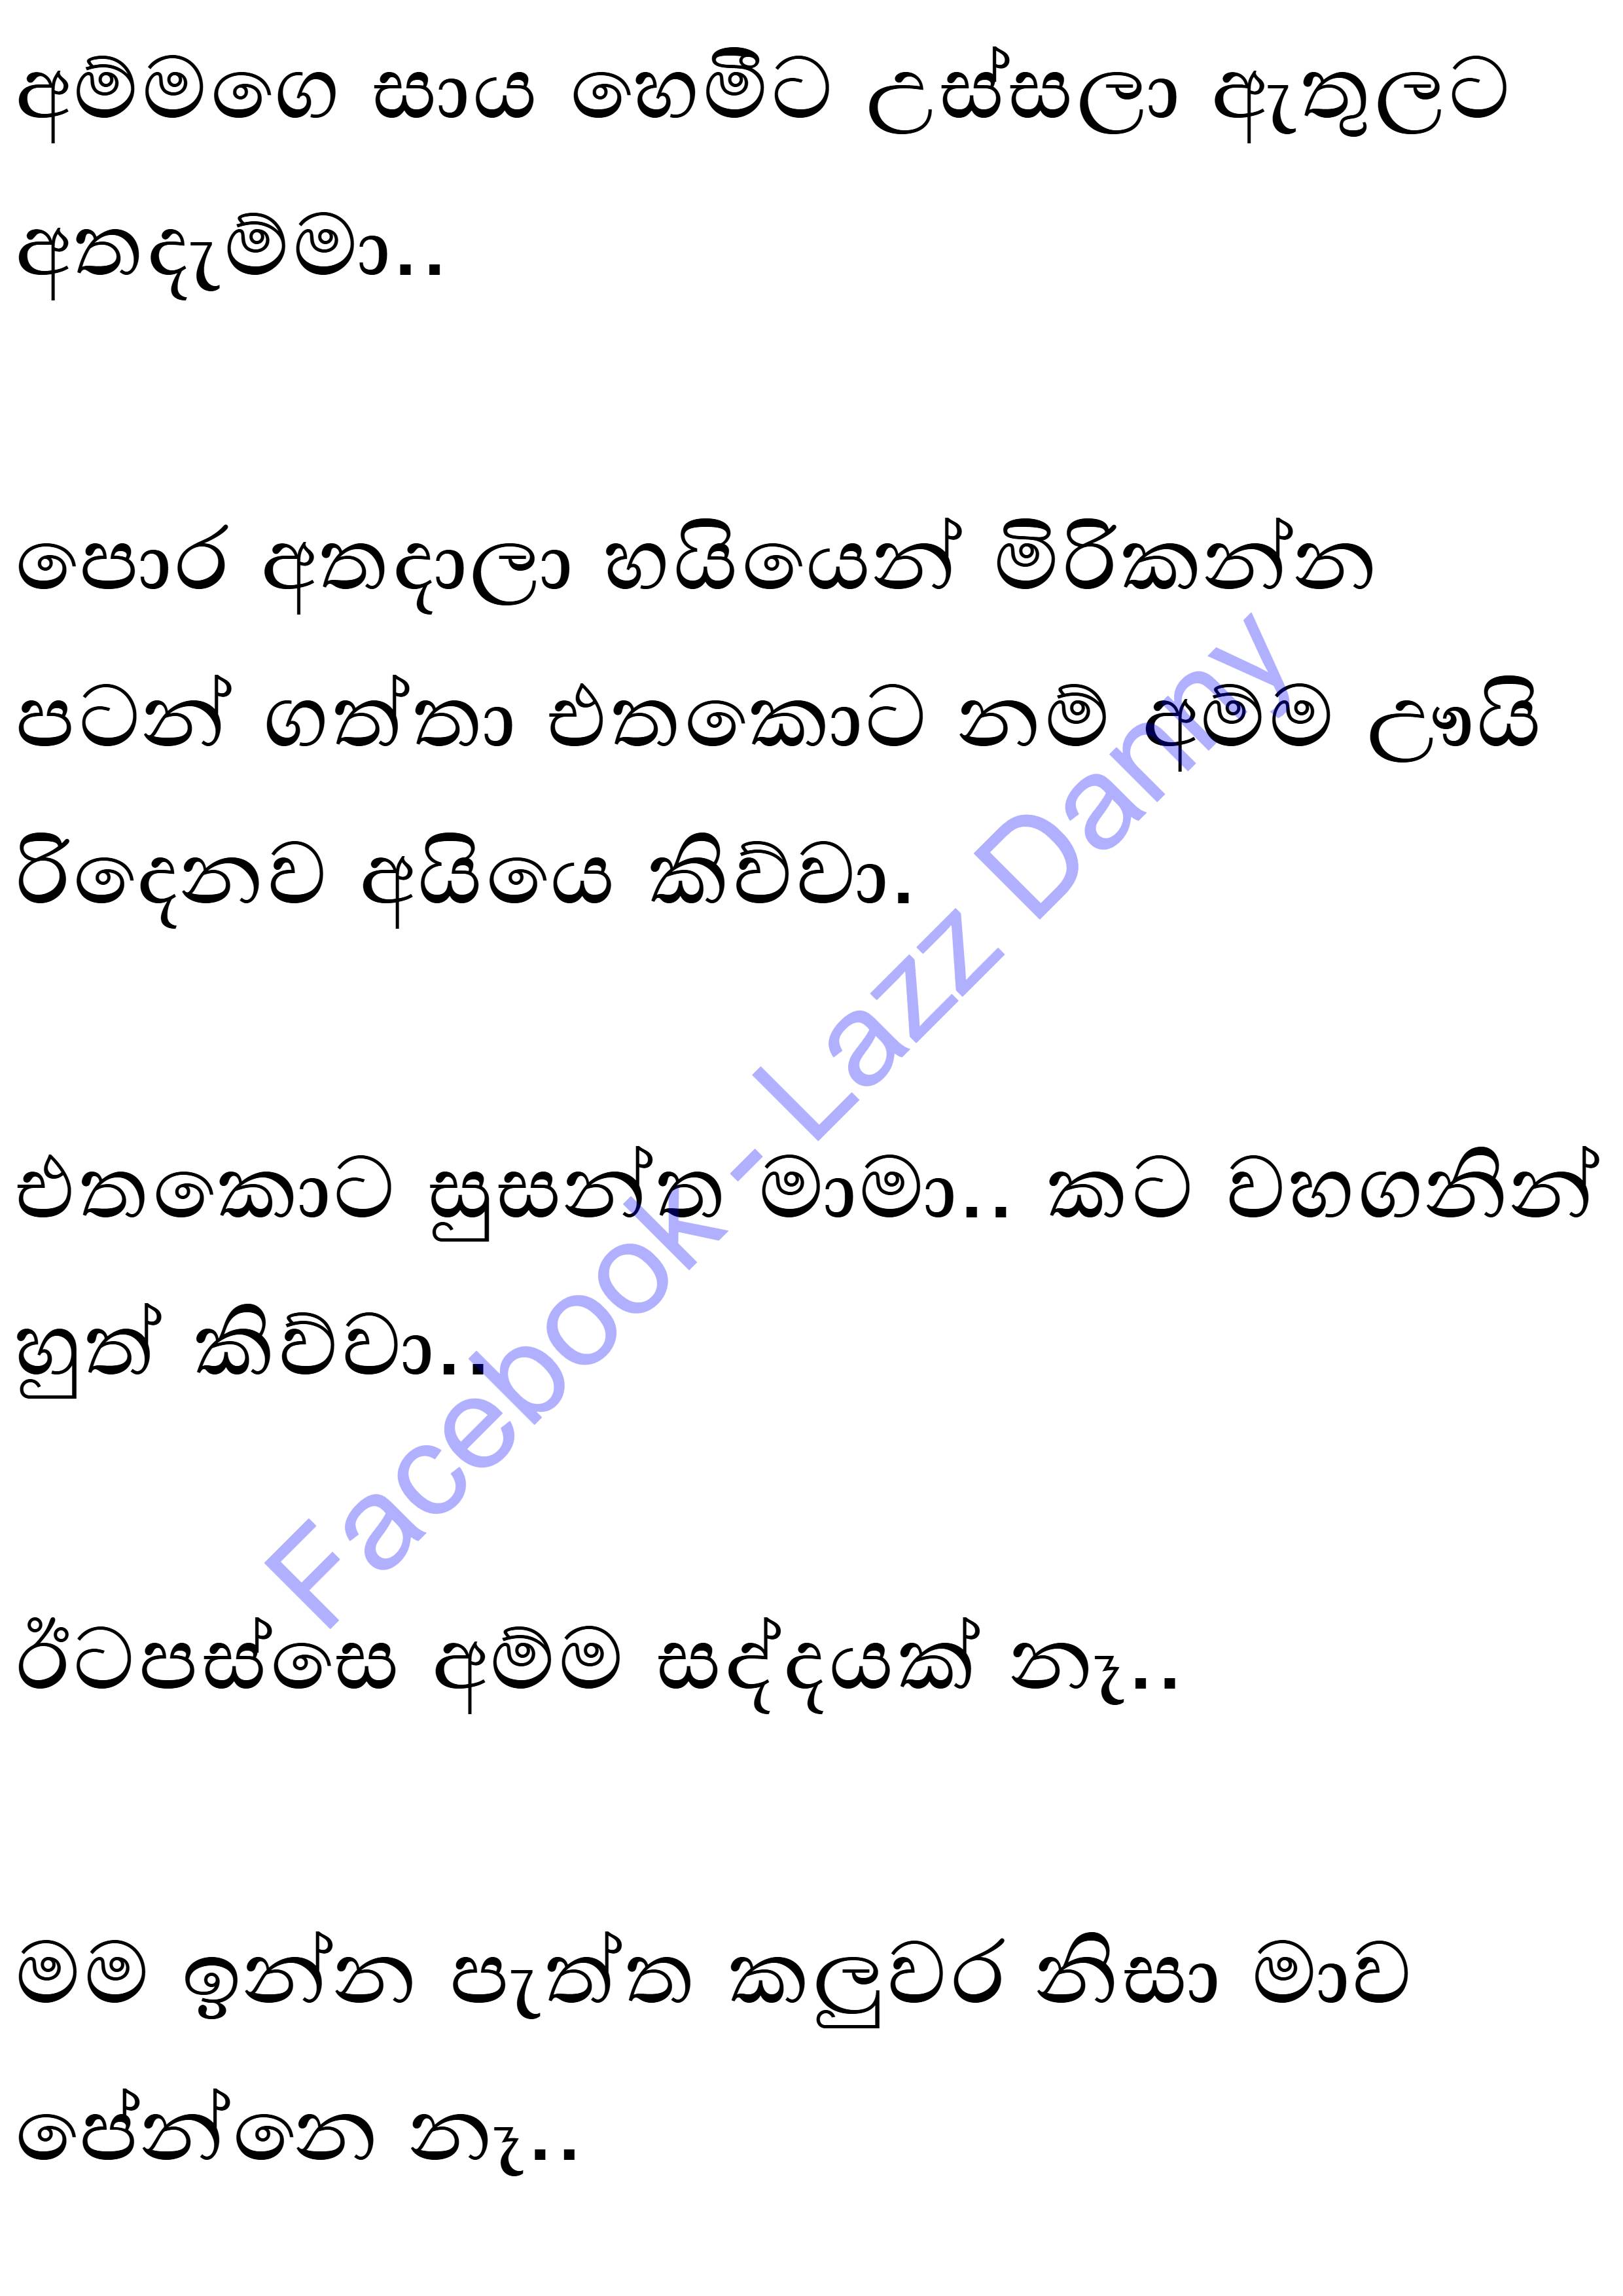 අම්මගෙ සාය හෙමීට උස්සලා ඇතුලට
අතදැම්මා..
පොර අතදාලා හයියෙන් මිරිකන්න
පටන් ගත්තා එතකොට නම් අම්ම ඌයි
රිදෙනව අයියෙ කිව්වා.
එතකොට සුසන්ත මාමා.. කට වහගනින්
හුත් කිව්වා..
ඊටපස්සෙ අම්ම සද්දයක් නෑ..
මම ඉන්න පැත්ත කලුවර නිසා මාව
පේන්නෙ නෑ..
Facebook - Lazz Damy